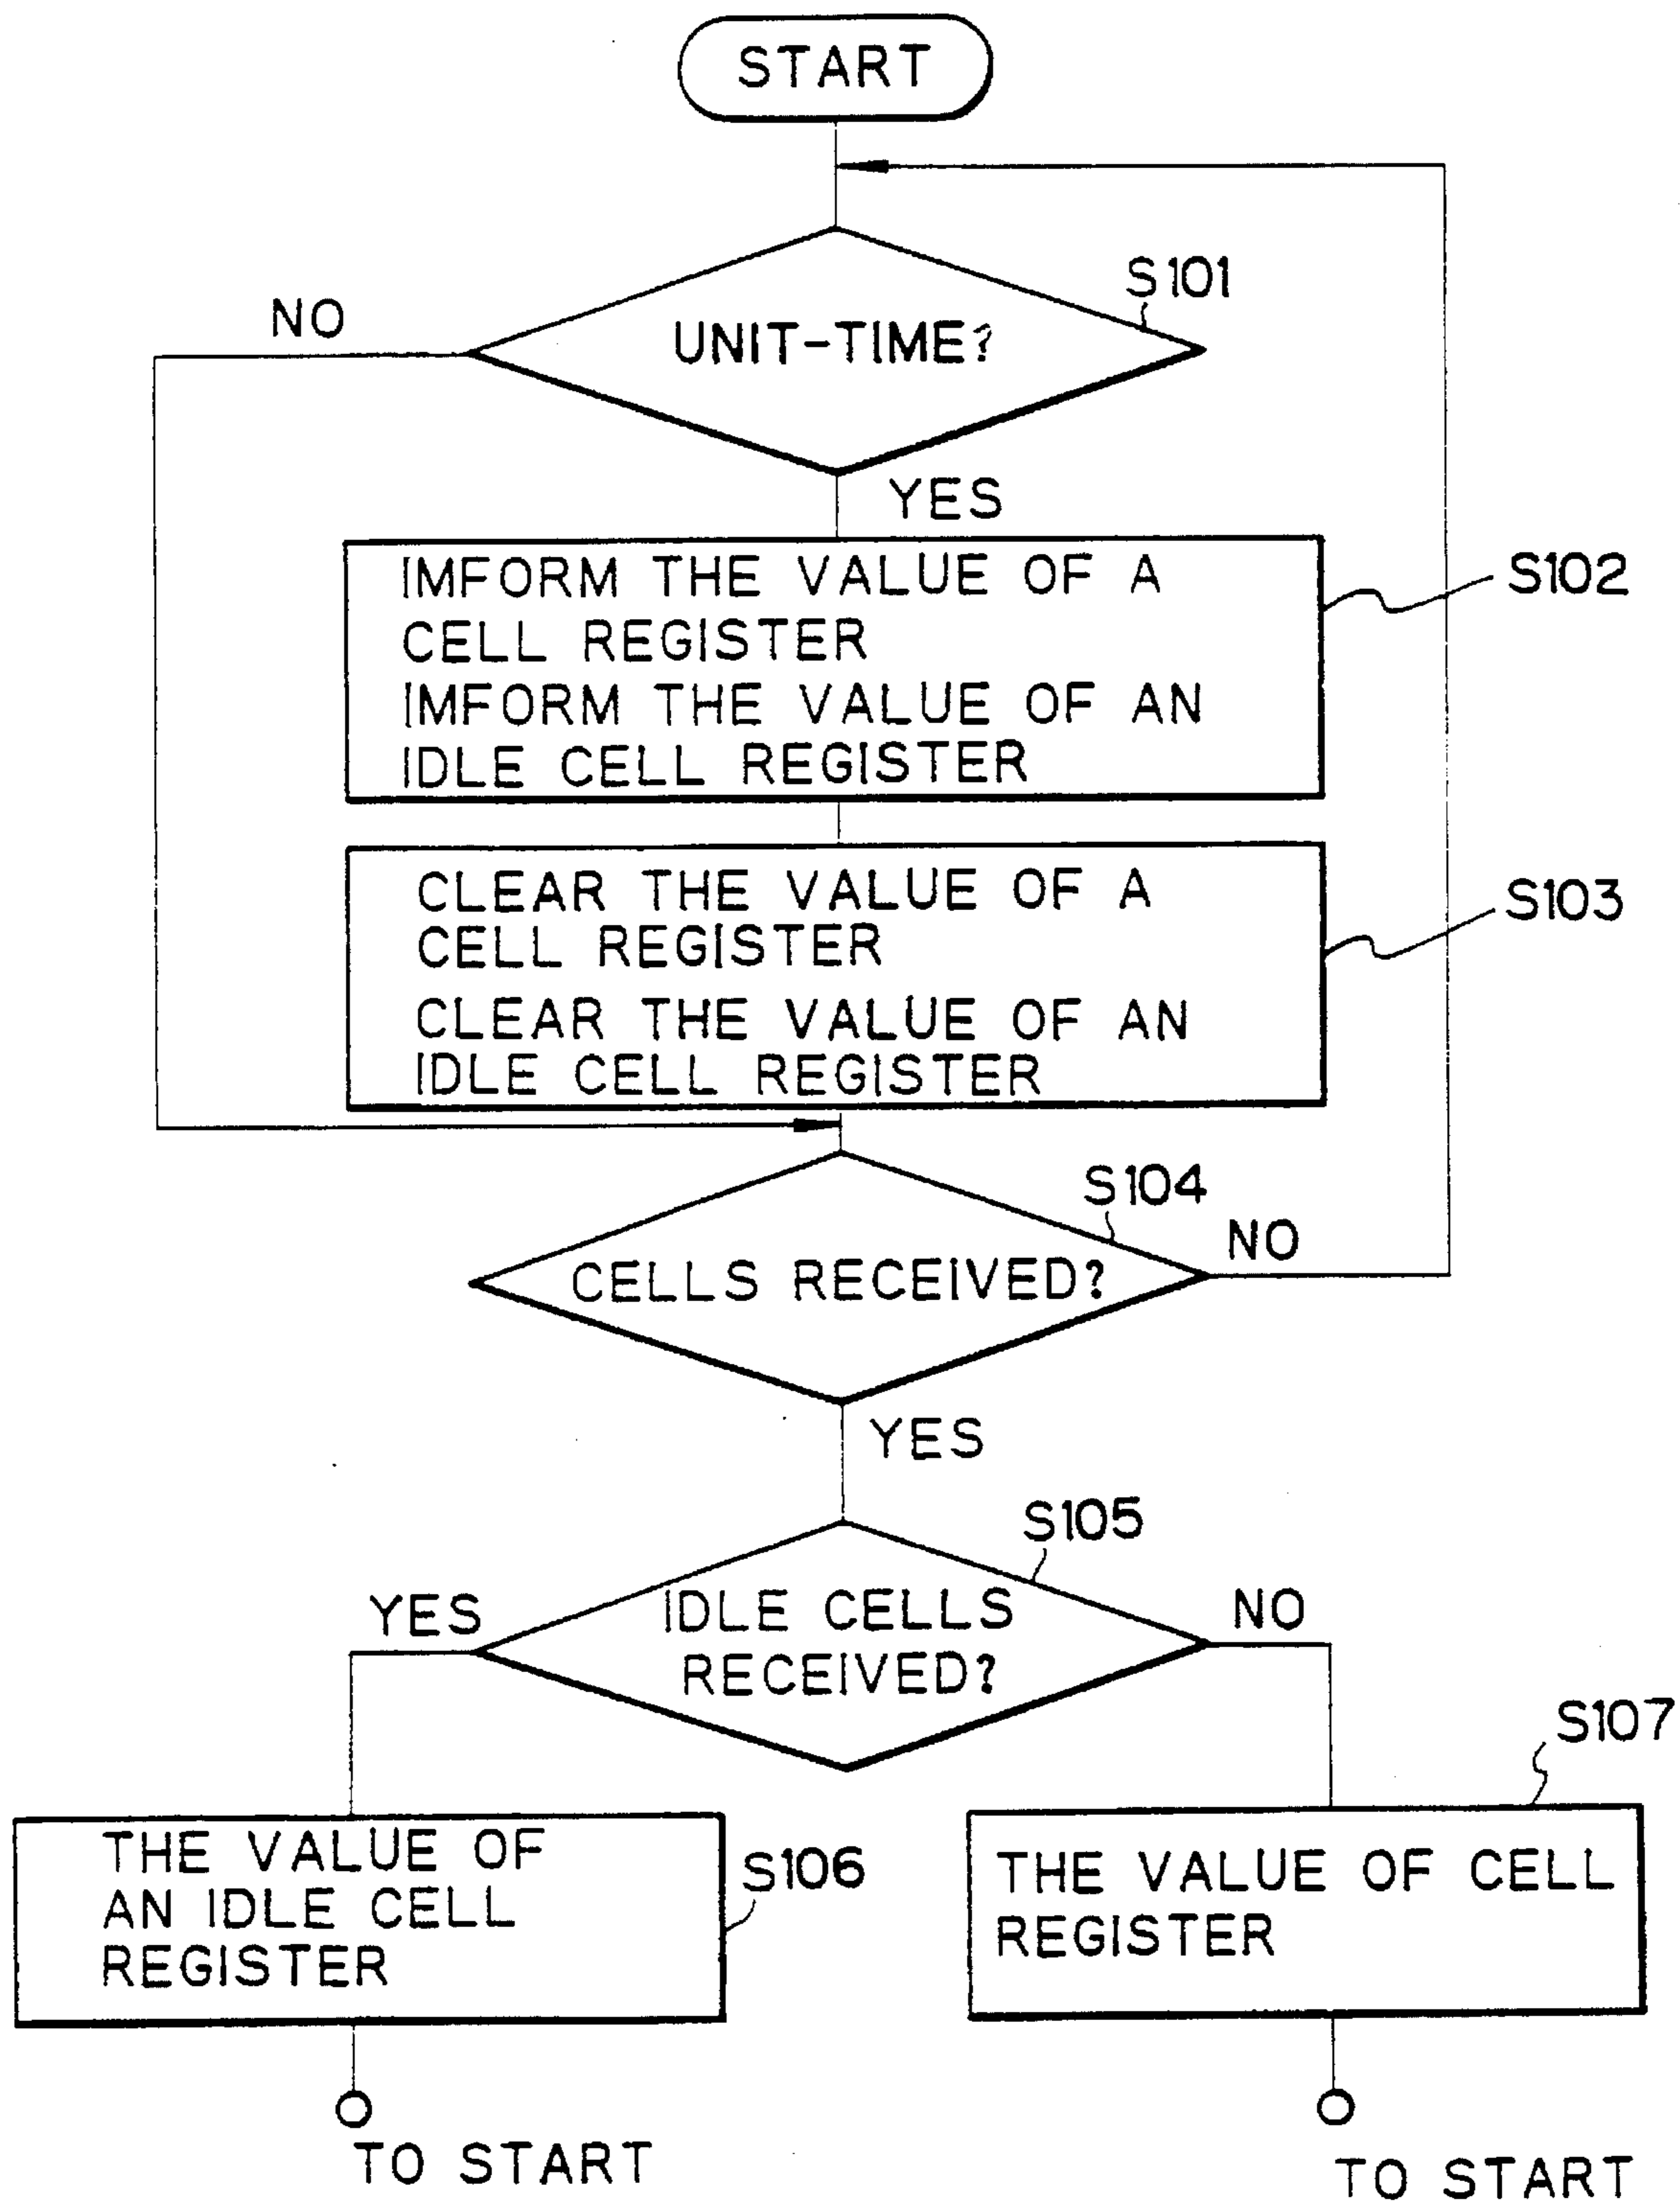 START
S101
NO
UNIT-TIME?
YES
IMFORM THE VALUE OF A
CELL REGISTER
IMFORM THE VALUE OF AN
IDLE CELL REGISTER
S102
CLEAR THE VALUE OF A
CELL REGISTER
CLEAR THE VALUE OF AN
IDLE CELL REGISTER
S103
S104
NO
CELLS RECEIVED?
YES
S105
YES
IDLE CELLS
RECEIVED?
NO
S107
THE VALUE OF
AN IDLE CELL
REGISTER
S106
THE VALUE OF CELL
REGISTER
TO START
TO START